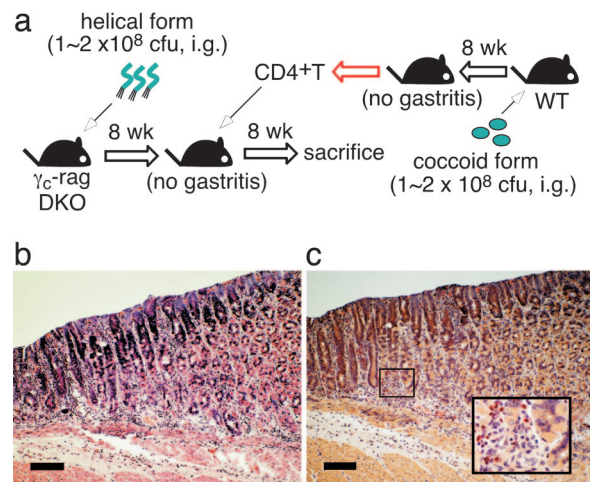 a
helical form
(1~2 x10⁸ cfu, i.g.)
CD4⁺T
8 wk
(no gastritis)
WT
8 wk
8 wk
sacrifice
(no gastritis)
γc-rag
DKO
coccoid form
(1~2 x 10⁸ cfu, i.g.)
b
c